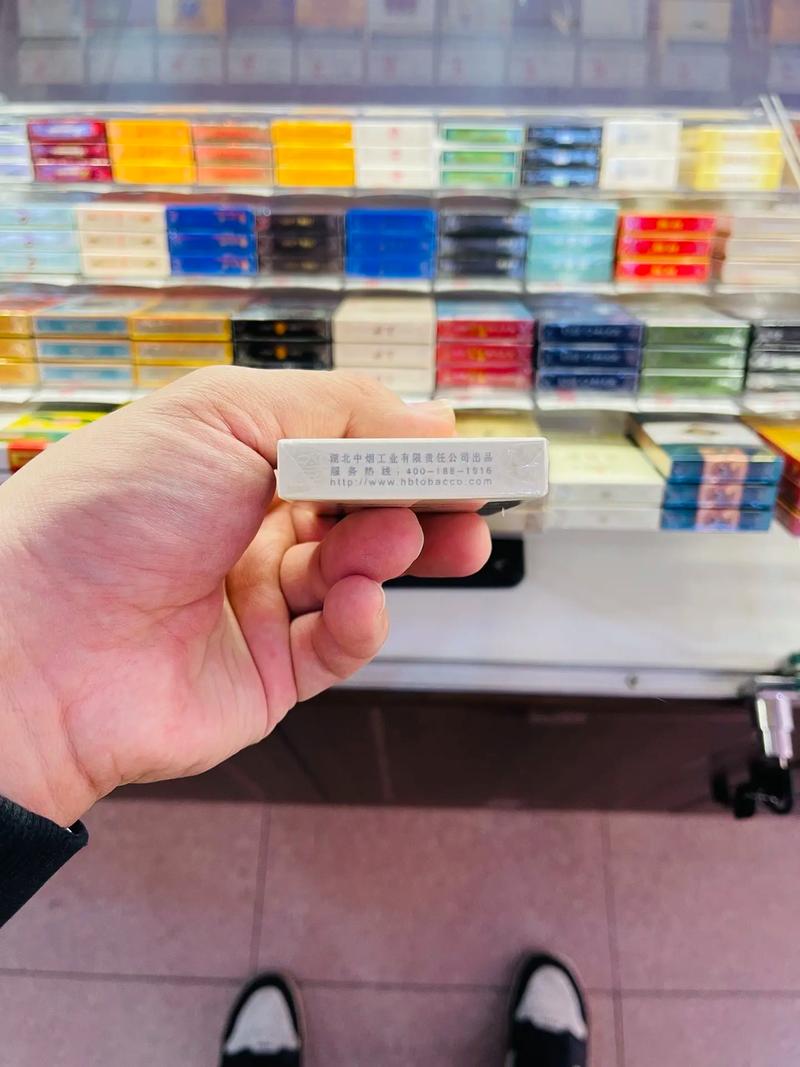 湖北中烟工业有限责任公司出品
服务热线：400-188-1916
http://www.hbtobacco.com